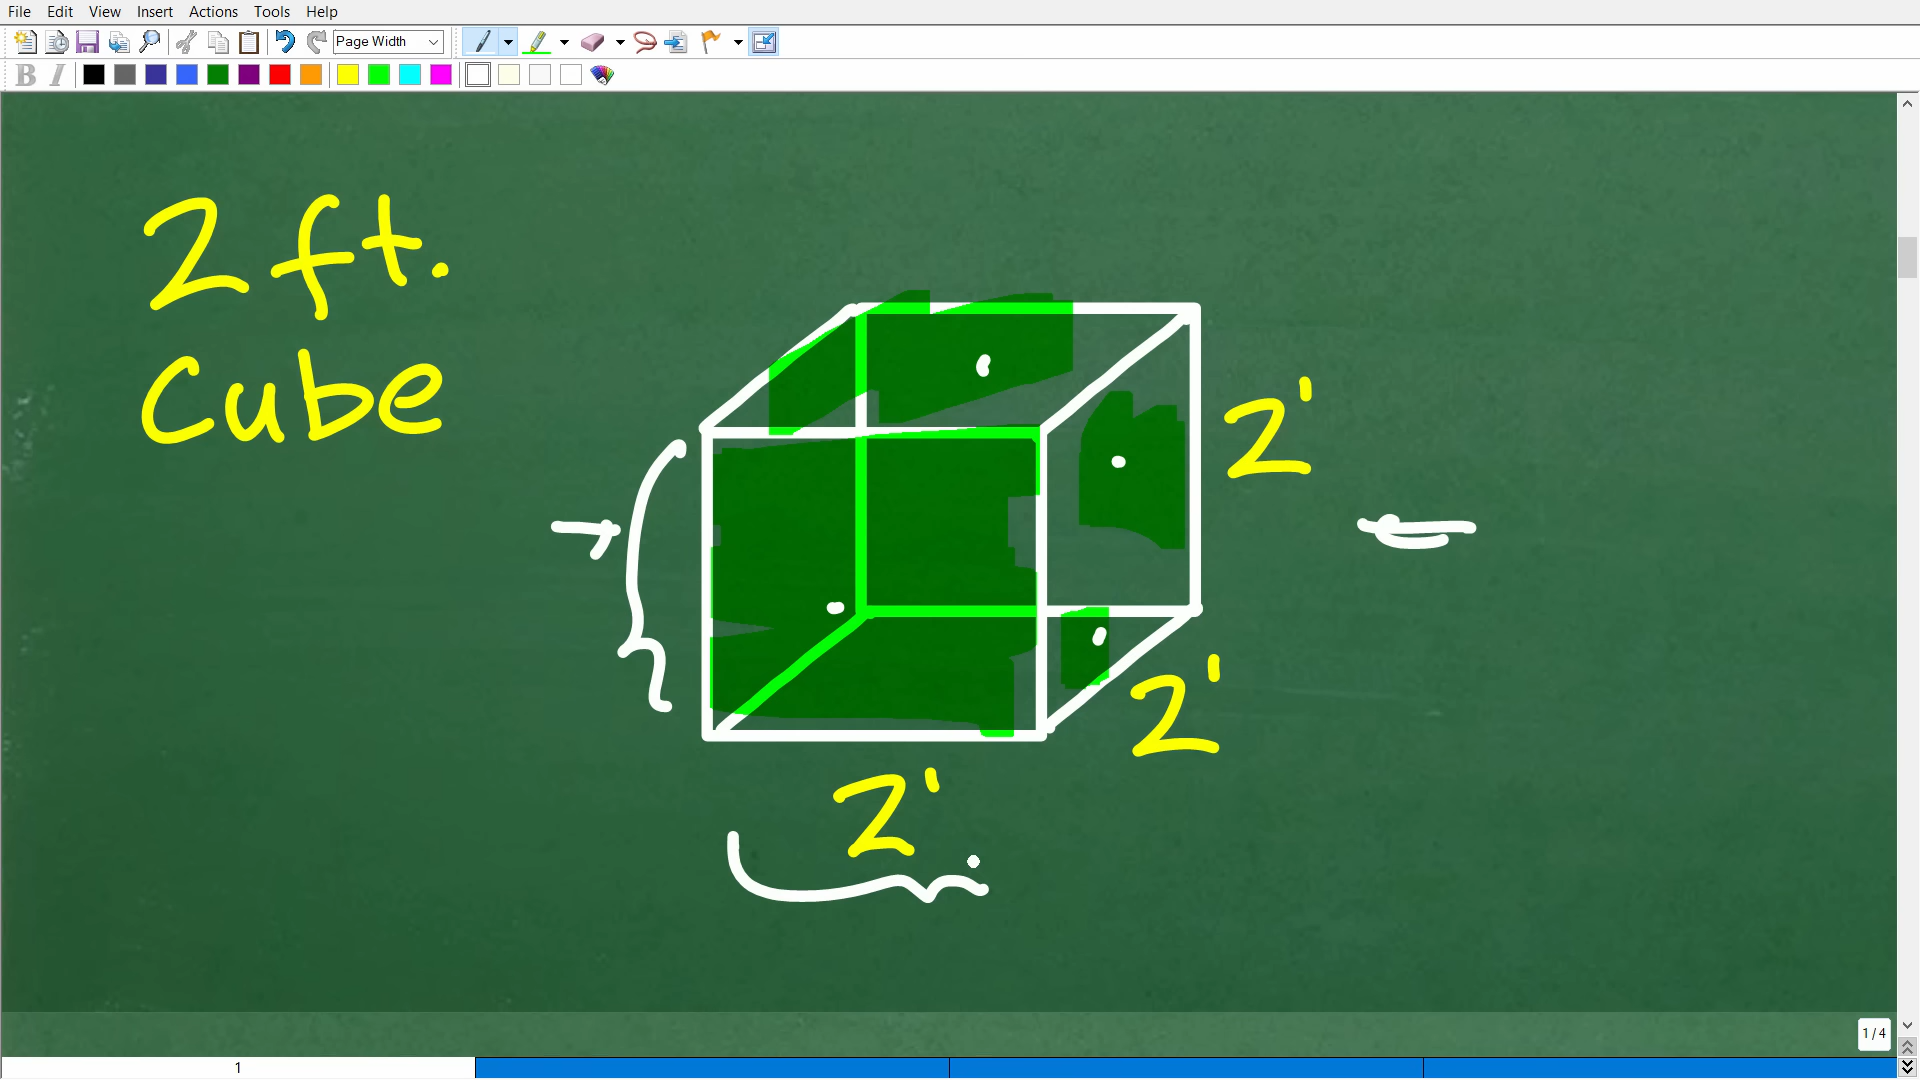 File Edit View Insert Actions Tools Help
Page Width
B I
2 ft.
Cube
2'
2'
2'
1 / 4
1